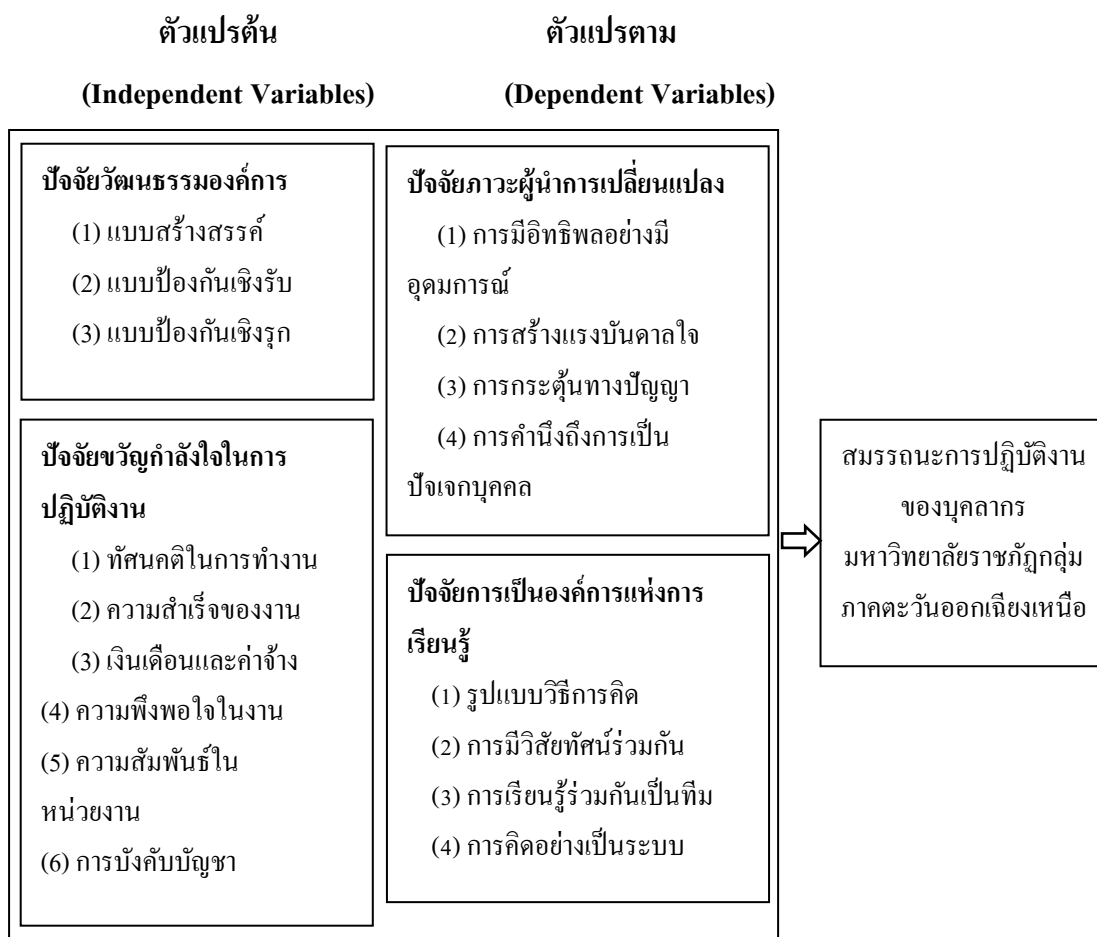 ตัวแปรต้น
(Independent Variables)
ตัวแปรตาม
(Dependent Variables)
ปัจจัยวัฒนธรรมองค์การ
(1) แบบสร้างสรรค์
(2) แบบป้องกันเชิงรับ
(3) แบบป้องกันเชิงรุก
ปัจจัยขวัญกำลังใจในการ
ปฏิบัติงาน
(1) ทัศนคติในการทำงาน
(2) ความสำเร็จของงาน
(3) เงินเดือนและค่าจ้าง
(4) ความพึงพอใจในงาน
(5) ความสัมพันธ์ใน
หน่วยงาน
(6) การบังคับบัญชา
ปัจจัยภาวะผู้นำการเปลี่ยนแปลง
(1) การมีอิทธิพลอย่างมี
อุดมการณ์
(2) การสร้างแรงบันดาลใจ
(3) การกระตุ้นทางปัญญา
(4) การคำนึงถึงการเป็น
ปัจเจกบุคคล
ปัจจัยการเป็นองค์การแห่งการ
เรียนรู้
(1) รูปแบบวิธีการคิด
(2) การมีวิสัยทัศน์ร่วมกัน
(3) การเรียนรู้ร่วมกันเป็นทีม
(4) การคิดอย่างเป็นระบบ
สมรรถนะการปฏิบัติงาน
ของบุคลากร
มหาวิทยาลัยราชภัฏกลุ่ม
ภาคตะวันออกเฉียงเหนือ